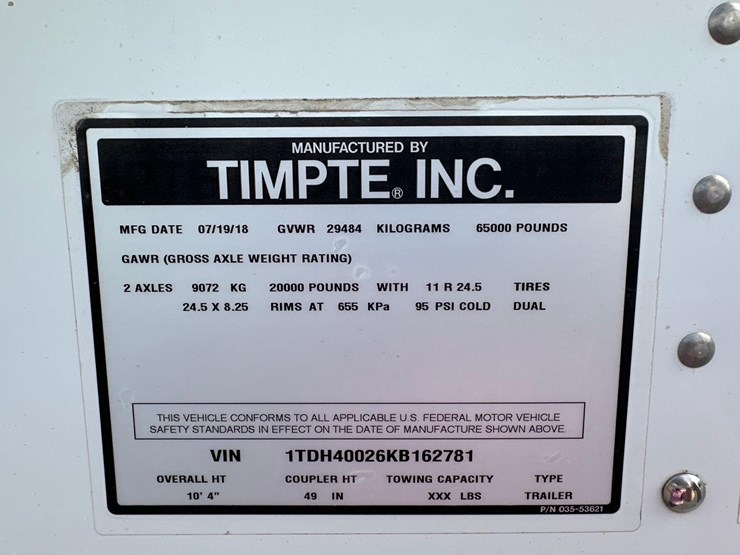 MANUFACTURED BY
TIMPTE® INC.
MFG DATE 07/19/18 GVWR 29484 KILOGRAMS 65000 POUNDS
GAWR (GROSS AXLE WEIGHT RATING)
2 AXLES 9072 KG 20000 POUNDS WITH 11 R 24.5 TIRES
24.5 X 8.25 RIMS AT 655 KPa 95 PSI COLD DUAL
THIS VEHICLE CONFORMS TO ALL APPLICABLE U.S. FEDERAL MOTOR VEHICLE
SAFETY STANDARDS IN EFFECT ON THE DATE OF MANUFACTURE SHOWN ABOVE.
VIN 1TDH40026KB162781
OVERALL HT COUPLER HT TOWING CAPACITY TYPE
10' 4" 49 IN XXX LBS TRAILER
P/N 035-53621